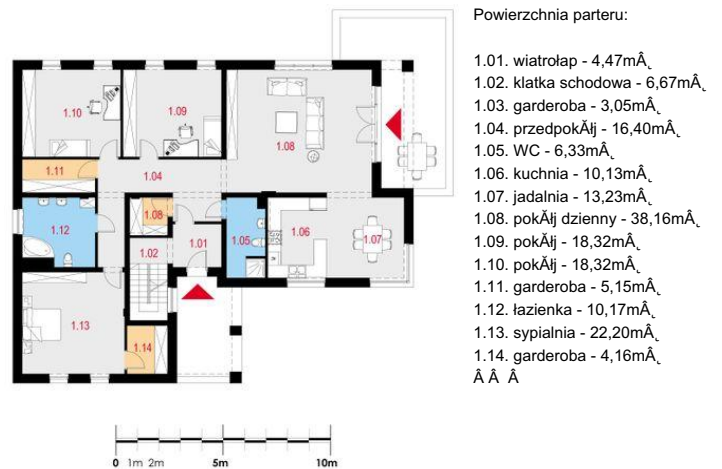 Powierzchnia parteru:
1.01. wiatrołap - 4,47mÂ˛
1.02. klatka schodowa - 6,67mÂ˛
1.03. garderoba - 3,05mÂ˛
1.04. przedpokĂłj - 16,40mÂ˛
1.05. WC - 6,33mÂ˛
1.06. kuchnia - 10,13mÂ˛
1.07. jadalnia - 13,23mÂ˛
1.08. pokĂłj dzienny - 38,16mÂ˛
1.09. pokĂłj - 18,32mÂ˛
1.10. pokĂłj - 18,32mÂ˛
1.11. garderoba - 5,15mÂ˛
1.12. łazienka - 10,17mÂ˛
1.13. sypialnia - 22,20mÂ˛
1.14. garderoba - 4,16mÂ˛
Â Â Â
1.10
1.09
1.08
1.11
1.04
1.12
1.08
1.02
1.01
1.05
1.06
1.07
1.13
1.14
0 1m 2m 5m 10m